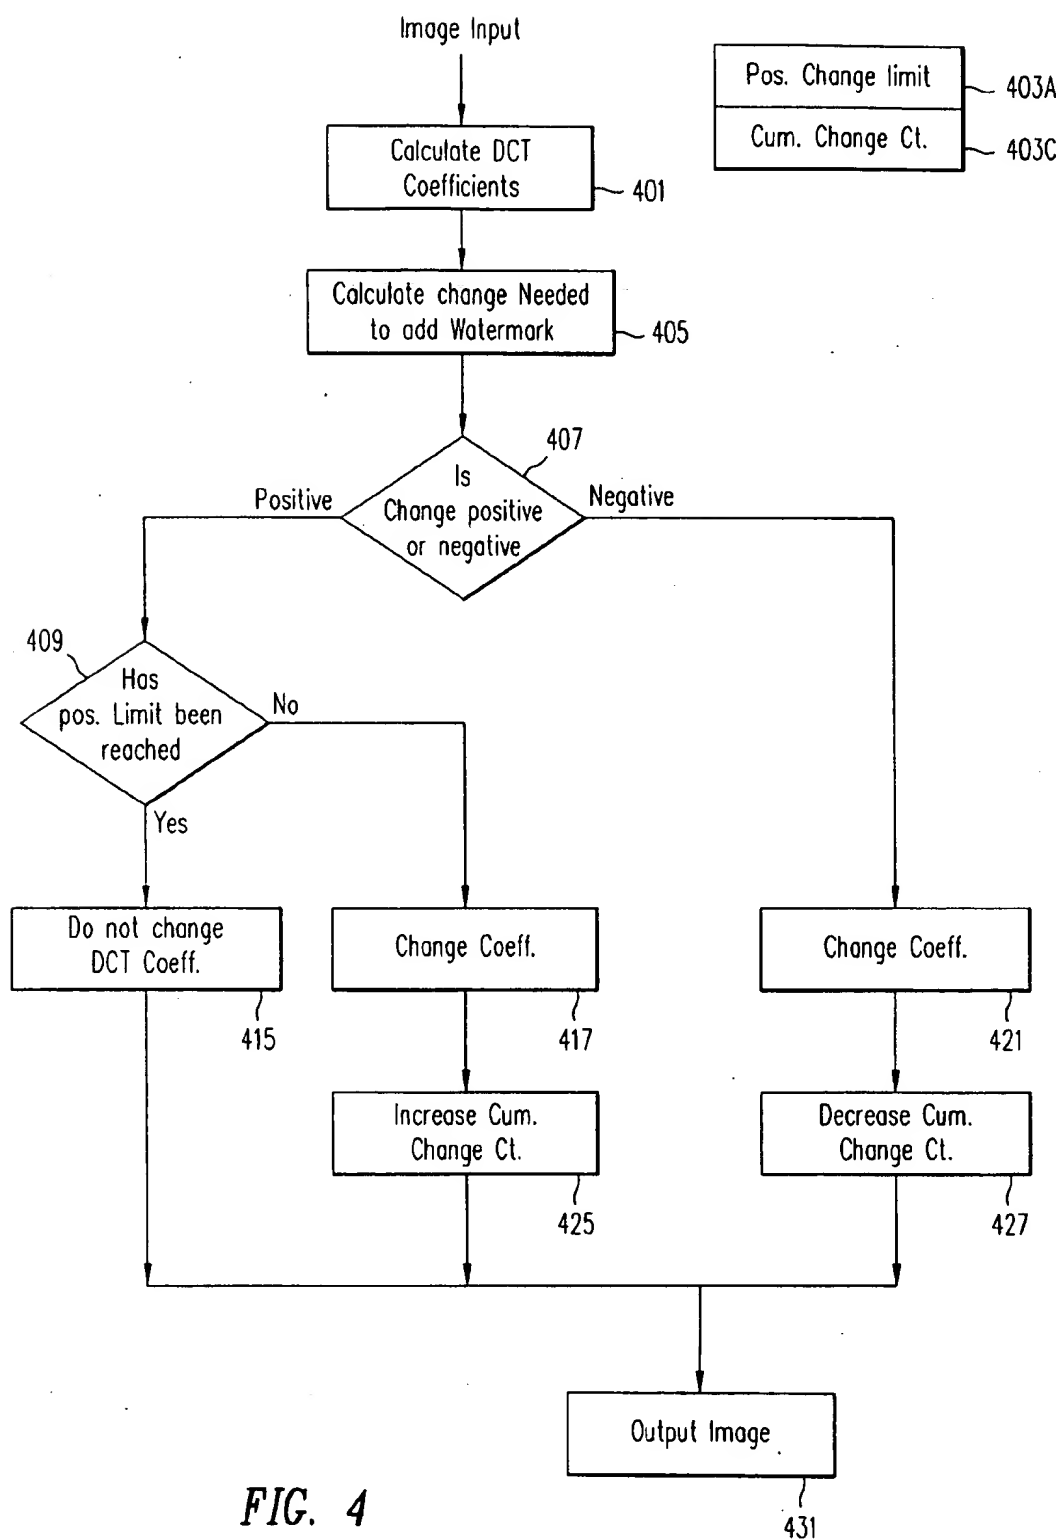 Image Input
Pos. Change limit
403A
Cum. Change Ct.
403C
Calculate DCT
Coefficients
401
Calculate change Needed
to add Watermark
405
407
Is
Change positive
or negative
Positive
Negative
409
Has
pos. Limit been
reached
No
Yes
Do not change
DCT Coeff.
415
Change Coeff.
417
Change Coeff.
421
Increase Cum.
Change Ct.
425
Decrease Cum.
Change Ct.
427
Output Image
431
FIG. 4